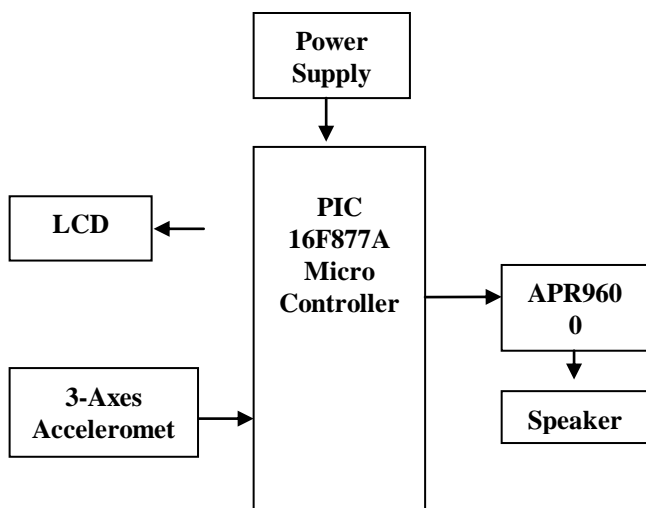 Power
Supply
LCD
PIC
16F877A
Micro
Controller
APR960
0
3-Axes
Acceleromet
Speaker